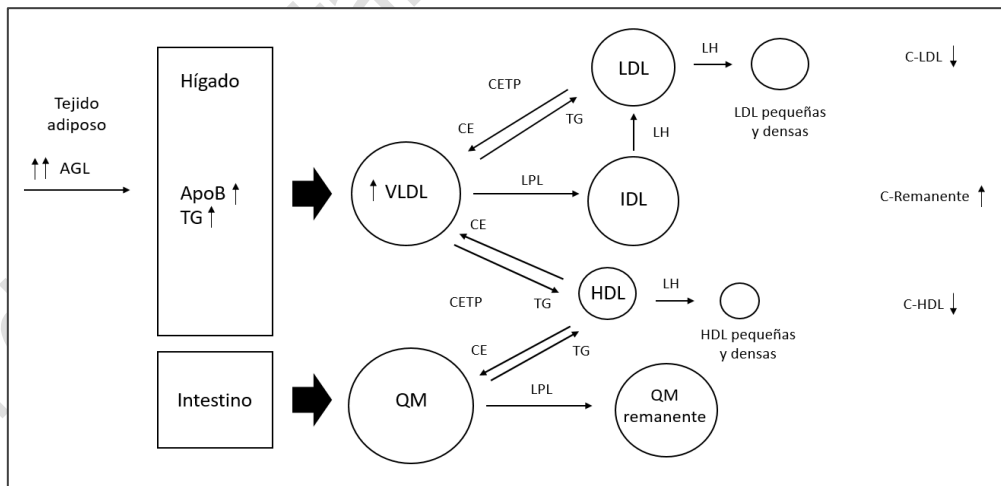 Tejido
adiposo
↑↑ AGL
Hígado
ApoB ↑
TG ↑
Intestino
↑ VLDL
CETP
CE
TG
LDL
LH
LDL pequeñas
y densas
C-LDL ↓
LH
LPL
IDL
C-Remanente ↑
CE
CETP
TG
HDL
LH
HDL pequeñas
y densas
C-HDL ↓
CE
TG
QM
LPL
QM
remanente